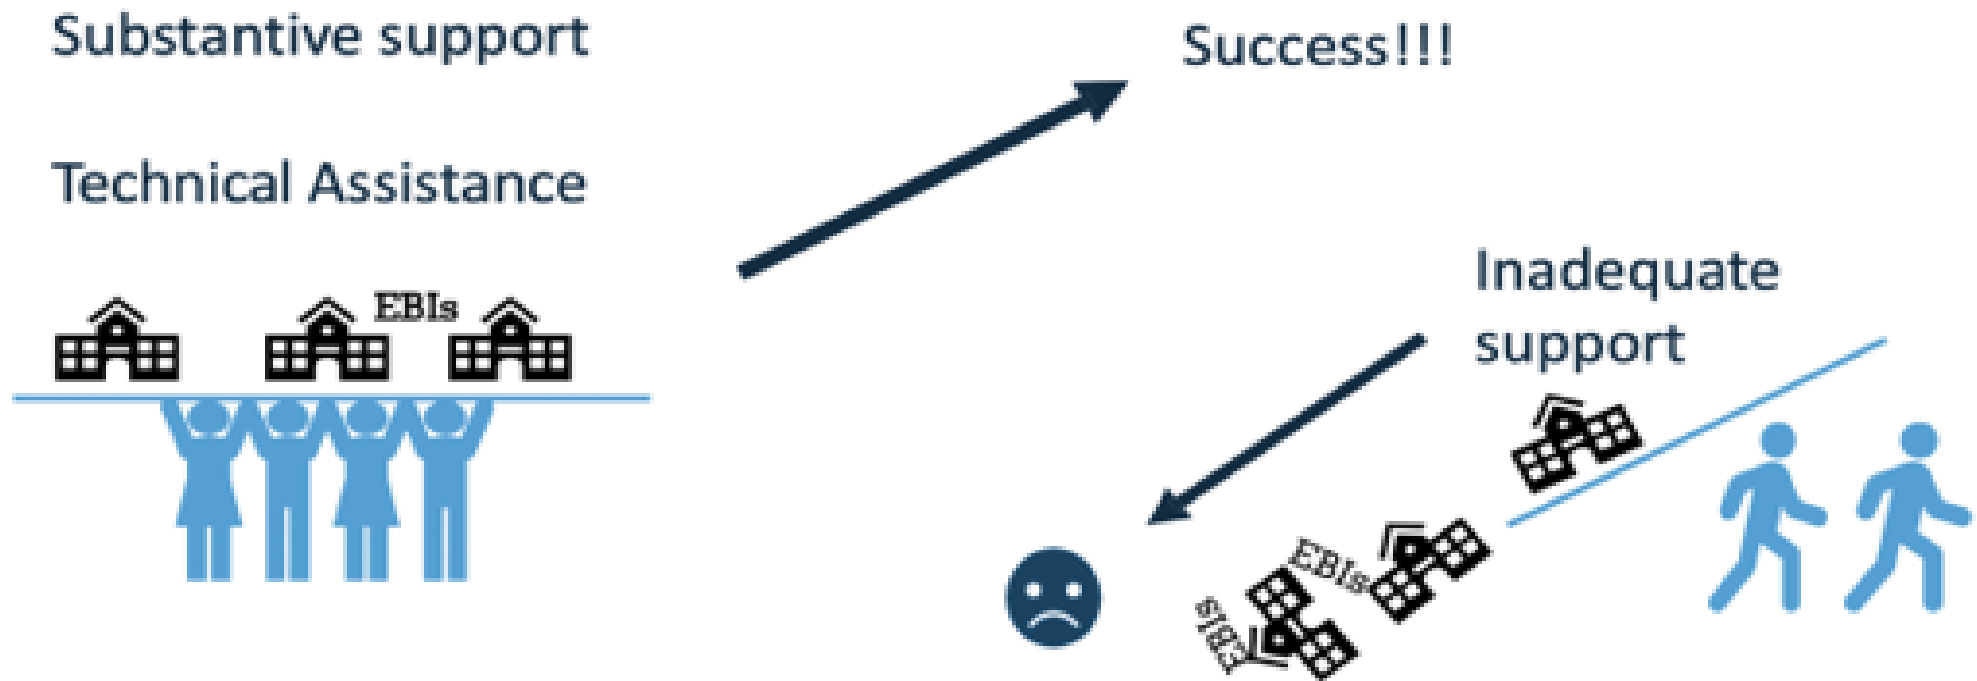 Substantive support
Technical Assistance
EBIs
Success!!!
Inadequate
support
EBIs
EBIs